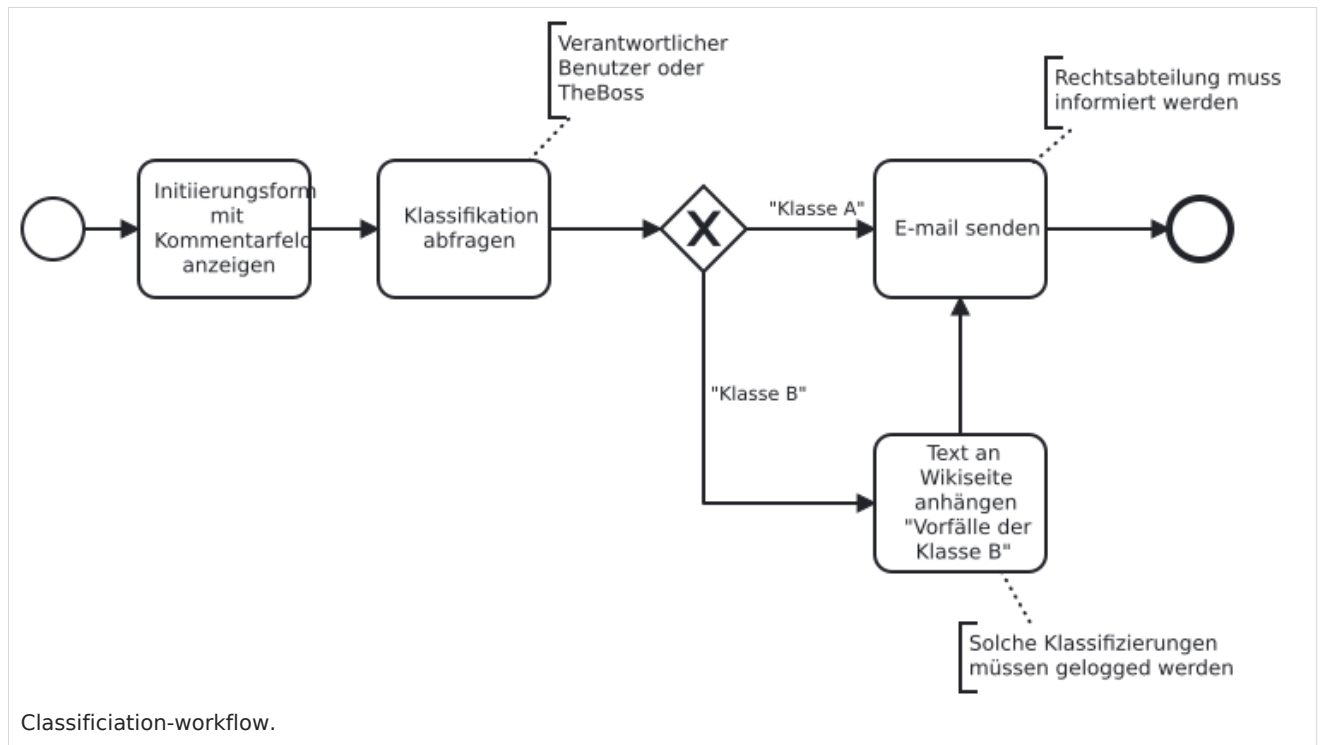 Verantwortlicher
Benutzer oder
TheBoss
Rechtsabteilung muss
informiert werden
Initiierungsform
mit
Kommentarfeld
anzeigen
Klassifikation
abfragen
X
"Klasse A"
E-mail senden
"Klasse B"
Text an
Wikiseite
anhängen
"Vorfälle der
Klasse B"
Solche Klassifizierungen
müssen gelogged werden
Classificiation-workflow.